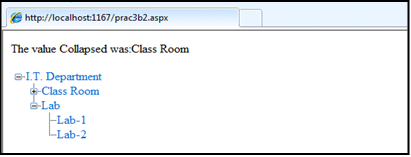 http://localhost:1167/prac3b2.aspx
The value Collapsed was:Class Room
I.T. Department
Class Room
Lab
Lab-1
Lab-2